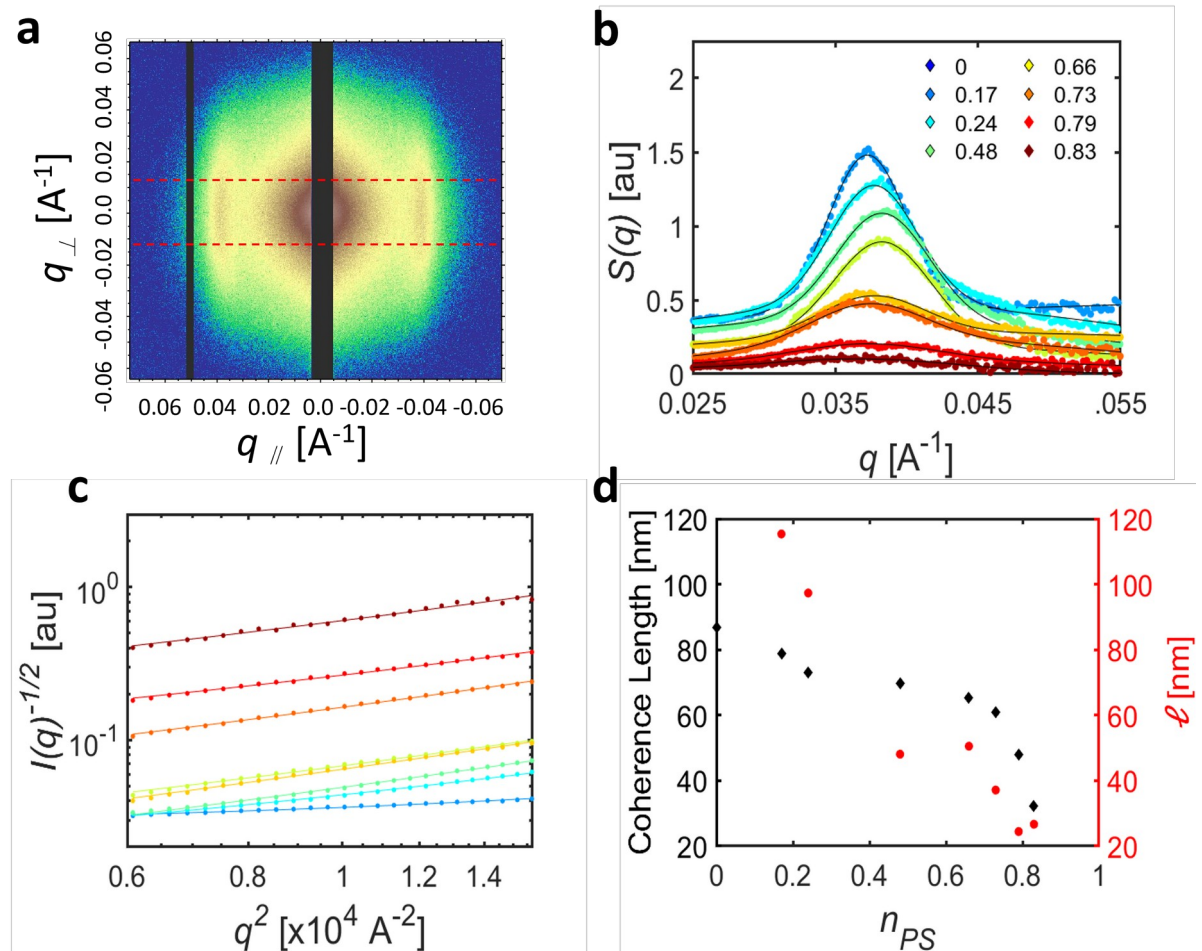 a
0.06
0.04
0.02
0.0
-0.02
-0.04
-0.06
q⊥ [A-1]
0.06 0.04 0.02 0.0 -0.02 -0.04 -0.06
q // [A-1]
b
2
1.5
1
0.5
0
S(q) [au]
0 0.66
0.17 0.73
0.24 0.79
0.48 0.83
0.025 0.035 0.045 .055
q [A-1]
c
10^0
10^-1
I(q)-1/2 [au]
0.6 0.8 1 1.2 1.4
q2 [x10^4 A-2]
d
120 120
100 100
80 80
60 60
40 40
20 20
Coherence Length [nm]
ℓ [nm]
0 0.2 0.4 0.6 0.8 1
nPS